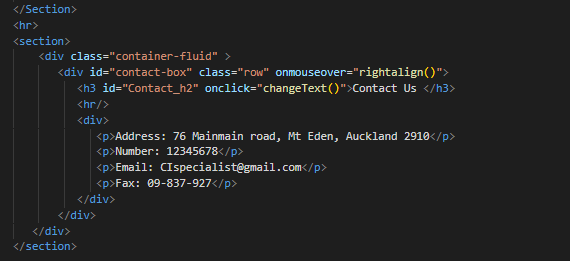 </Section>
<hr>
<section>
<div class="container-fluid" >
<div id="contact-box" class="row" onmouseover="rightalign()">
<h3 id="Contact_h2" onclick="changeText()">Contact Us </h3>
<hr/>
<div>
<p>Address: 76 Mainmain road, Mt Eden, Auckland 2910</p>
<p>Number: 12345678</p>
<p>Email: CIspecialist@gmail.com</p>
<p>Fax: 09-837-927</p>
</div>
</div>
</div>
</section>